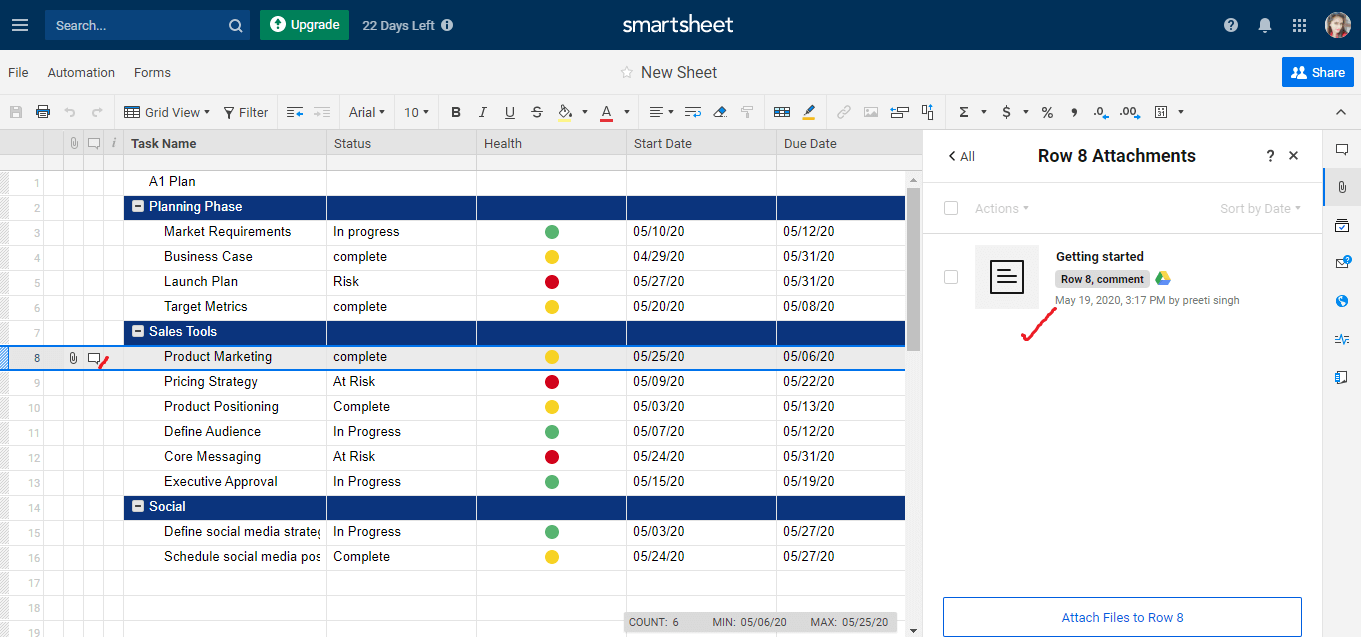 Search... Upgrade 22 Days Left smartsheet
File Automation Forms New Sheet Share
Grid View Filter Arial 10 B I U S A Σ $ % , .0 .00
Task Name Status Health Start Date Due Date
1 A1 Plan
2 Planning Phase
3 Market Requirements In progress 05/10/20 05/12/20
4 Business Case complete 04/29/20 05/31/20
5 Launch Plan Risk 05/27/20 05/31/20
6 Target Metrics complete 05/20/20 05/08/20
7 Sales Tools
8 Product Marketing complete 05/25/20 05/06/20
9 Pricing Strategy At Risk 05/09/20 05/22/20
10 Product Positioning Complete 05/03/20 05/13/20
11 Define Audience In Progress 05/07/20 05/12/20
12 Core Messaging At Risk 05/24/20 05/31/20
13 Executive Approval In Progress 05/15/20 05/19/20
14 Social
15 Define social media strateg In Progress 05/03/20 05/27/20
16 Schedule social media pos Complete 05/24/20 05/27/20
17
18
19
COUNT: 6 MIN: 05/06/20 MAX: 05/25/20
All Row 8 Attachments ?
Actions Sort by Date
Getting started
Row 8, comment
May 19, 2020, 3:17 PM by preeti singh
Attach Files to Row 8